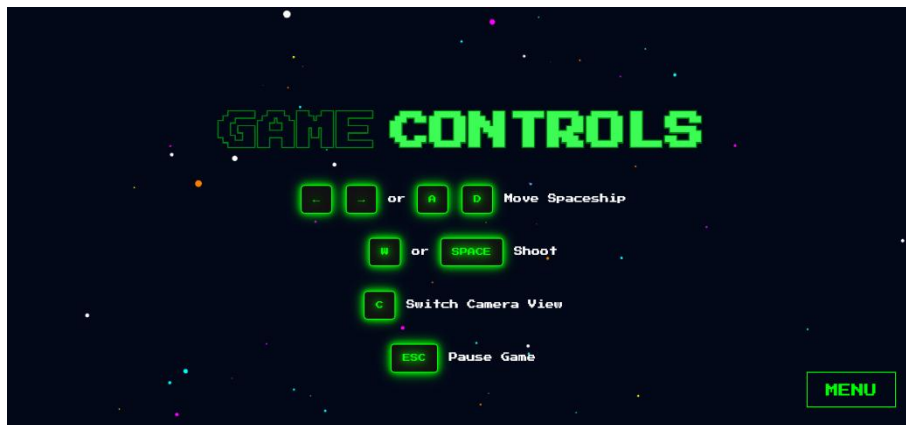 GAME CONTROLS
← → or A D Move Spaceship
W or SPACE Shoot
C Switch Camera View
ESC Pause Game
MENU